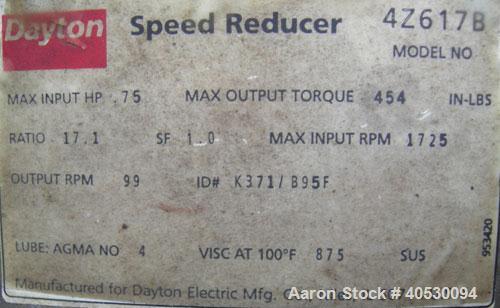 Dayton Speed Reducer 4Z617B
MODEL NO
MAX INPUT HP .75 MAX OUTPUT TORQUE 454 IN-LBS
RATIO 17.1 SF 1.0 MAX INPUT RPM 1725
OUTPUT RPM 99 ID# K371/B95F
LUBE: AGMA NO 4 VISC AT 100°F 875 SUS
953420
Manufactured for Dayton Electric Mfg.
Aaron Stock # 40530094